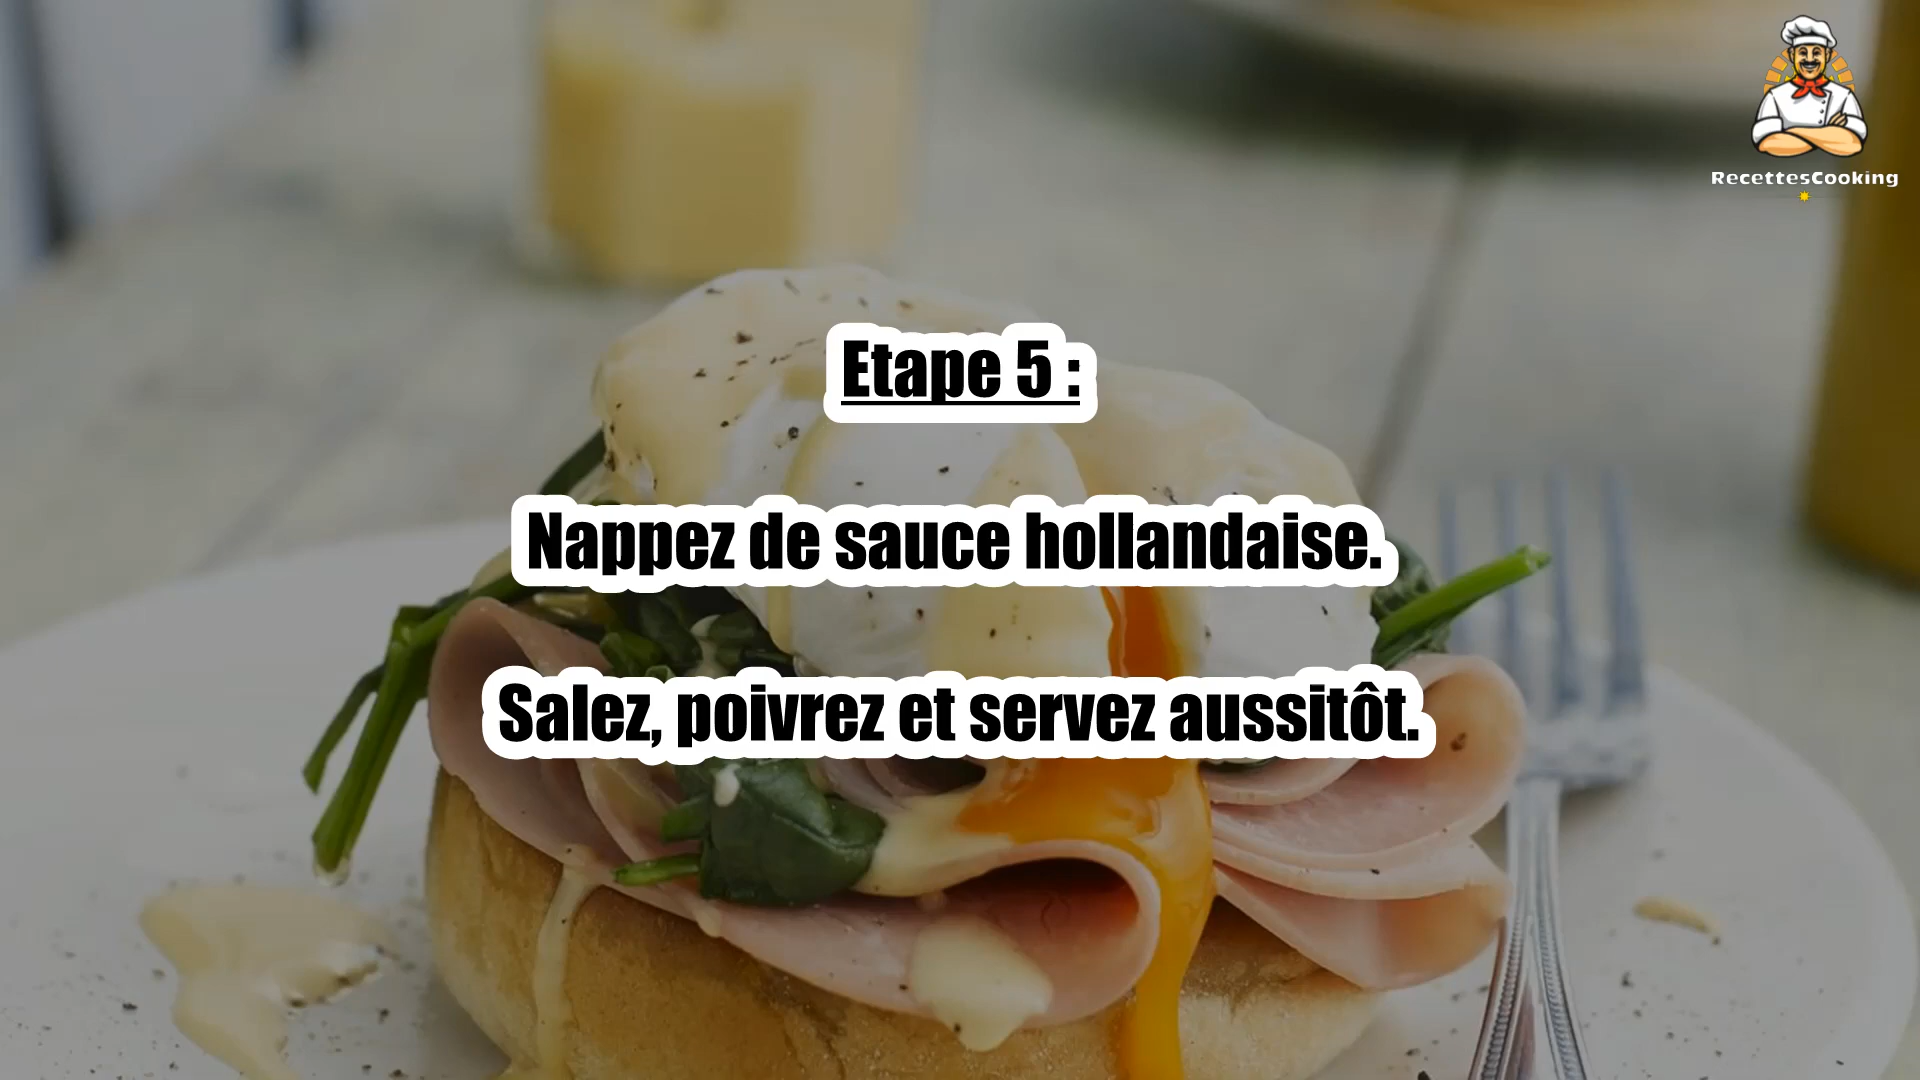 RecettesCooking
Etape 5 :
Nappez de sauce hollandaise.
Salez, poivrez et servez aussitôt.